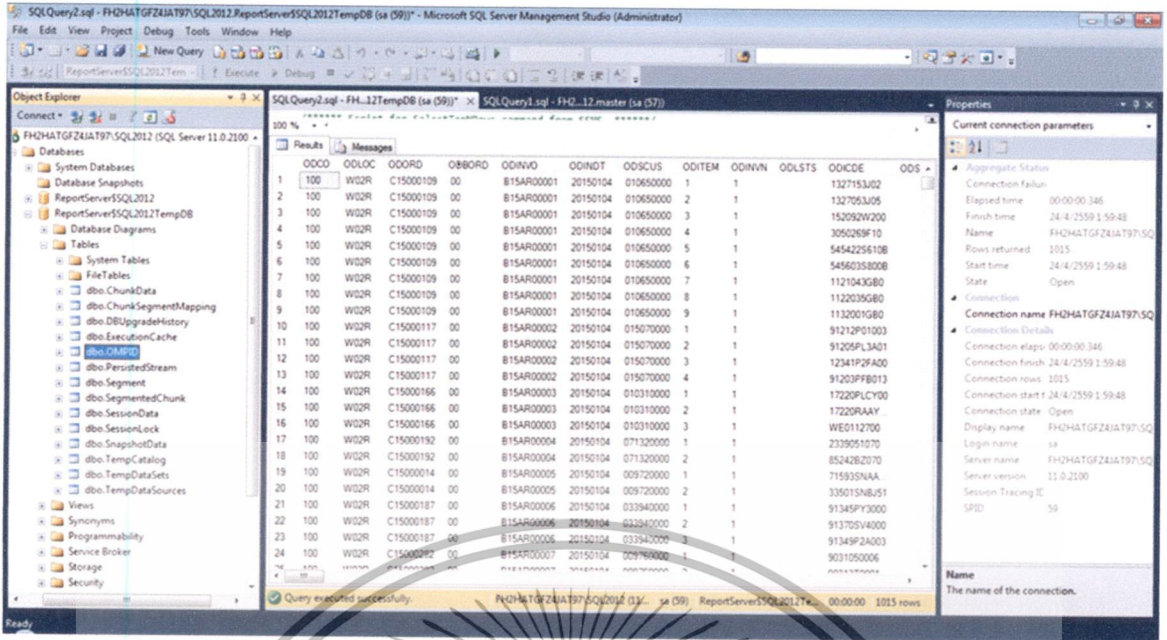 SQLQuery2.sql - FH2HATGFZ4JAT97\SQL2012.ReportServer$SQL2012TempDB (sa (59))* - Microsoft SQL Server Management Studio (Administrator)
File Edit View Project Debug Tools Window Help
New Query
ReportServer$SQL2012Tem Execute Debug
Object Explorer
Connect
FH2HATGFZ4JAT97\SQL2012 (SQL Server 11.0.2100
Databases
System Databases
Database Snapshots
ReportServer$SQL2012
ReportServer$SQL2012TempDB
Database Diagrams
Tables
System Tables
FileTables
dbo.ChunkData
dbo.ChunkSegmentMapping
dbo.DBUpgradeHistory
dbo.ExecutionCache
dbo.OMPID
dbo.PersistedStream
dbo.Segment
dbo.SegmentedChunk
dbo.SessionData
dbo.SessionLock
dbo.SnapshotData
dbo.TempCatalog
dbo.TempDataSets
dbo.TempDataSources
Views
Synonyms
Programmability
Service Broker
Storage
Security
SQLQuery2.sql - FH...12TempDB (sa (59))* SQLQuery1.sql - FH2...12.master (sa (57))
100 %
Results Messages
ODCO ODLOC ODORD OBBORD ODINVO ODINDT ODSCUS ODITEM ODINVN ODLSTS ODICDE ODS
1 100 W02R C15000109 00 B15AR00001 20150104 010650000 1 1 1327153J02
2 100 W02R C15000109 00 B15AR00001 20150104 010650000 2 1 1327053J05
3 100 W02R C15000109 00 B15AR00001 20150104 010650000 3 1 152092W200
4 100 W02R C15000109 00 B15AR00001 20150104 010650000 4 1 3050269F10
5 100 W02R C15000109 00 B15AR00001 20150104 010650000 5 1 545422S610B
6 100 W02R C15000109 00 B15AR00001 20150104 010650000 6 1 545603S800B
7 100 W02R C15000109 00 B15AR00001 20150104 010650000 7 1 1121043GB0
8 100 W02R C15000109 00 B15AR00001 20150104 010650000 8 1 1122035GB0
9 100 W02R C15000109 00 B15AR00001 20150104 010650000 9 1 1132001GB0
10 100 W02R C15000117 00 B15AR00002 20150104 015070000 1 1 91212P01003
11 100 W02R C15000117 00 B15AR00002 20150104 015070000 2 1 91205PL3A01
12 100 W02R C15000117 00 B15AR00002 20150104 015070000 3 1 12341P2FA00
13 100 W02R C15000117 00 B15AR00002 20150104 015070000 4 1 91203PFB013
14 100 W02R C15000166 00 B15AR00003 20150104 010310000 1 1 17220PLCY00
15 100 W02R C15000166 00 B15AR00003 20150104 010310000 2 1 17220RAAY...
16 100 W02R C15000166 00 B15AR00003 20150104 010310000 3 1 WE0112700
17 100 W02R C15000192 00 B15AR00004 20150104 071320000 1 1 2339051070
18 100 W02R C15000192 00 B15AR00004 20150104 071320000 2 1 85242BZ070
19 100 W02R C15000014 00 B15AR00005 20150104 009720000 1 1 71593SNAA...
20 100 W02R C15000014 00 B15AR00005 20150104 009720000 2 1 33501SNBJ51
21 100 W02R C15000187 00 B15AR00006 20150104 033940000 1 1 91345PY3000
22 100 W02R C15000187 00 B15AR00006 20150104 033940000 2 1 91370SV4000
23 100 W02R C15000187 00 B15AR00006 20150104 033940000 3 1 91349P2A003
24 100 W02R C15000282 00 B15AR00007 20150104 009760000 1 1 9031050006
Query executed successfully. FH2HATGFZ4JAT97\SQL2012 (11/... sa (59) ReportServer$SQL2012Te... 00:00:00 1015 rows
Properties
Current connection parameters
Aggregate Status
Connection failur
Elapsed time 00:00:00.346
Finish time 24/4/2559 1:59:48
Name FH2HATGFZ4JAT97\SQ
Rows returned 1015
Start time 24/4/2559 1:59:48
State Open
Connection
Connection name FH2HATGFZ4JAT97\SQ
Connection Details
Connection elaps 00:00:00.346
Connection finish 24/4/2559 1:59:48
Connection rows 1015
Connection start t 24/4/2559 1:59:48
Connection state Open
Display name FH2HATGFZ4JAT97\SQ
Login name sa
Server name FH2HATGFZ4JAT97\SQ
Server version 11.0.2100
Session Tracing ID
SPID 59
Name
The name of the connection.
Ready